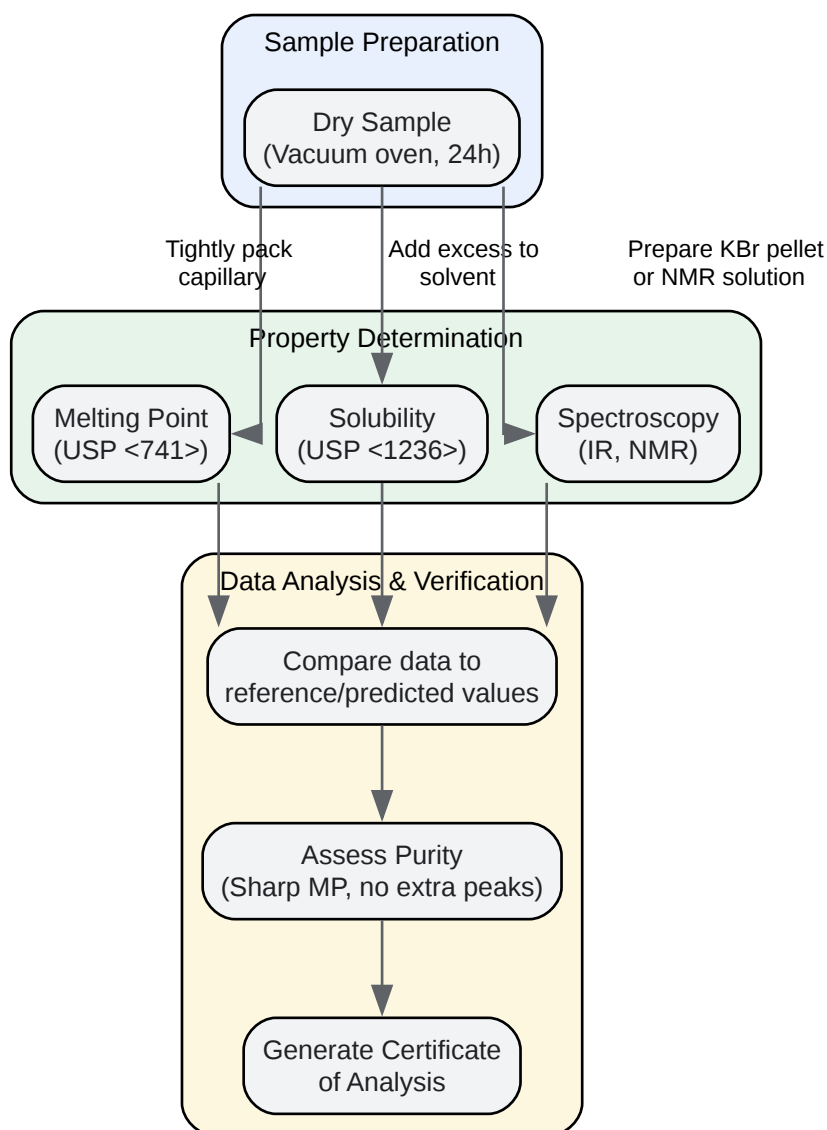 Sample Preparation
Dry Sample
(Vacuum oven, 24h)
Tightly pack
capillary
Add excess to
solvent
Prepare KBr pellet
or NMR solution
Property Determination
Melting Point
(USP <741>)
Solubility
(USP <1236>)
Spectroscopy
(IR, NMR)
Data Analysis & Verification
Compare data to
reference/predicted values
Assess Purity
(Sharp MP, no extra peaks)
Generate Certificate
of Analysis